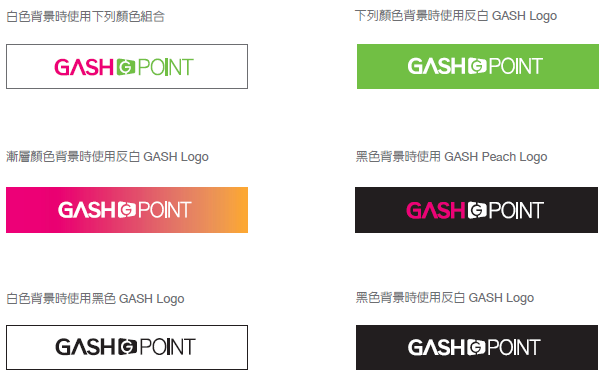 白色背景時使用下列顏色組合
下列顏色背景時使用反白 GASH Logo
GASH G POINT
GASH G POINT
漸層顏色背景時使用反白 GASH Logo
黑色背景時使用 GASH Peach Logo
GASH G POINT
GASH G POINT
白色背景時使用黑色 GASH Logo
黑色背景時使用反白 GASH Logo
GASH G POINT
GASH G POINT